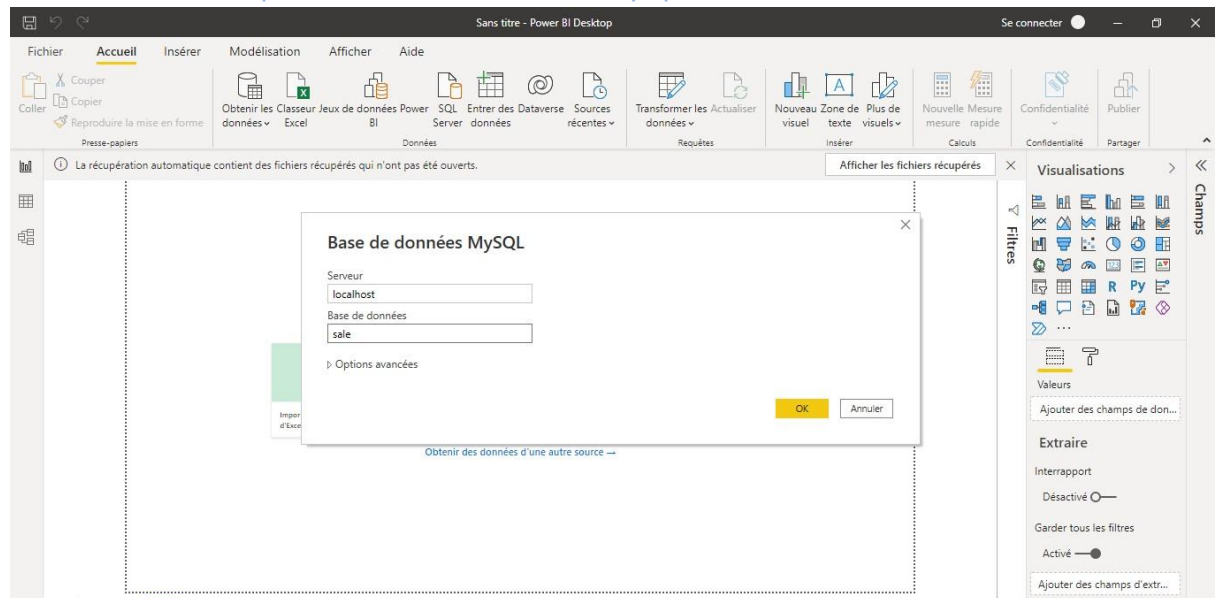 Sans titre - Power BI Desktop
Se connecter
Fichier Accueil Insérer Modélisation Afficher Aide
Coller
Couper
Copier
Reproduire la mise en forme
Presse-papiers
Obtenir les données
Classeur Excel
Jeux de données Power BI
SQL Server
Entrer des données
Dataverse
Sources récentes
Données
Transformer les données
Actualiser
Requêtes
Nouveau visuel
Zone de texte
Plus de visuels
Insérer
Nouvelle mesure
Mesure rapide
Calculs
Confidentialité
Confidentialité
Publier
Partager
La récupération automatique contient des fichiers récupérés qui n'ont pas été ouverts.
Afficher les fichiers récupérés
Base de données MySQL
Serveur
localhost
Base de données
sale
Options avancées
OK
Annuler
Impor
d'Exce
Obtenir des données d'une autre source →
Filtres
Visualisations
123
R Py
...
Valeurs
Ajouter des champs de don...
Extraire
Interrapport
Désactivé
Garder tous les filtres
Activé
Ajouter des champs d'extr...
Champs